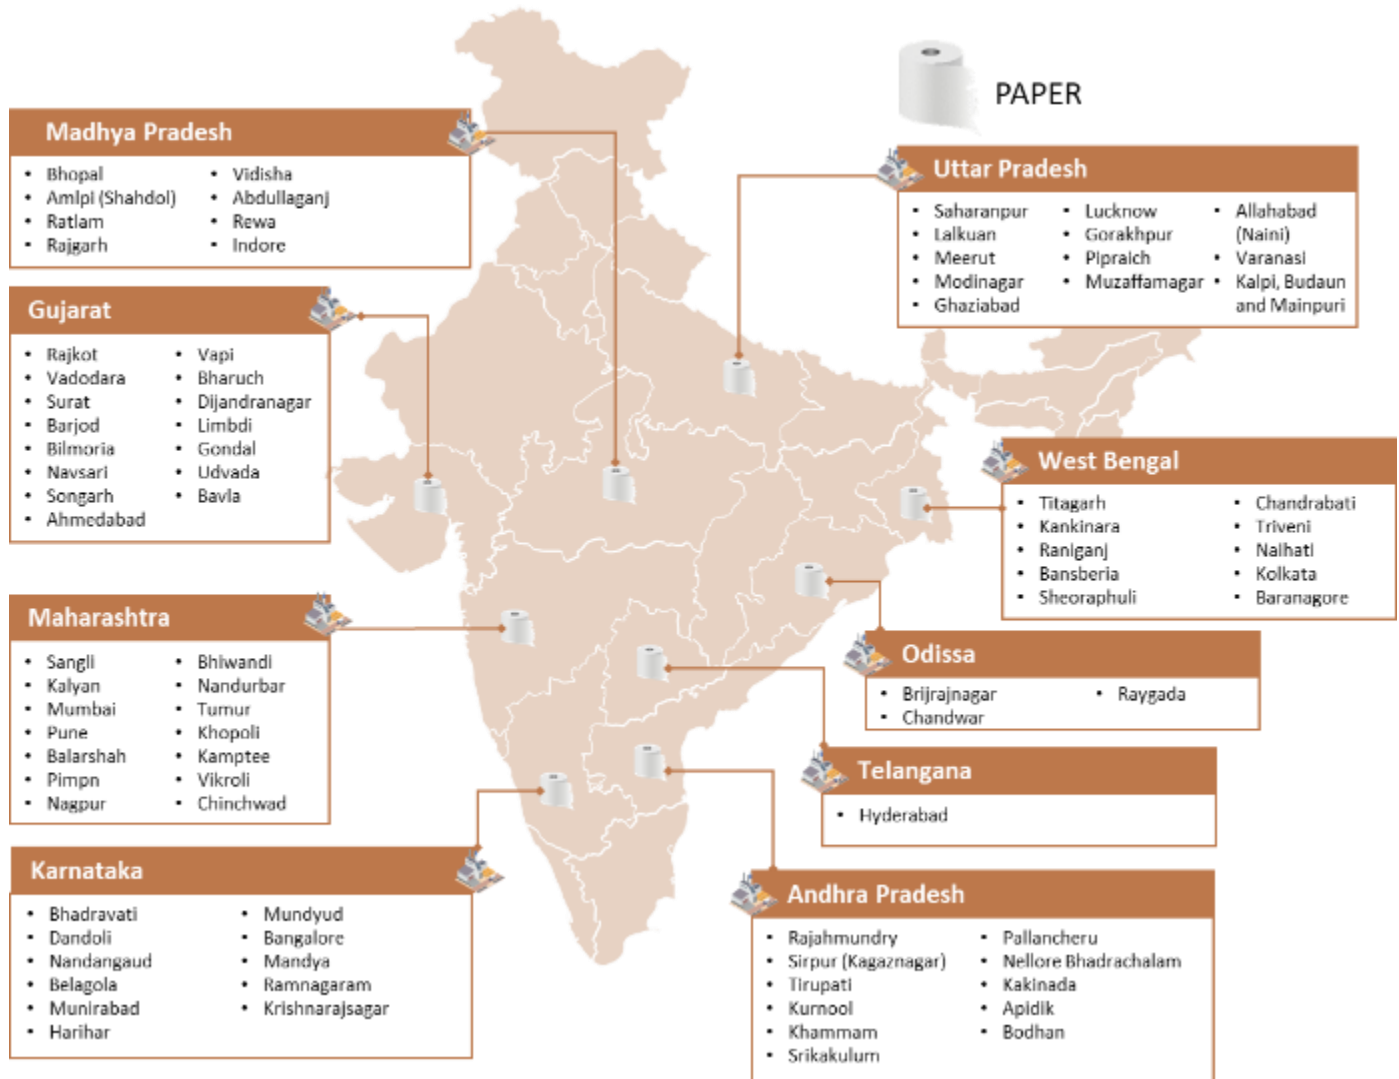 PAPER
Madhya Pradesh
• Bhopal
• Amlpi (Shahdol)
• Ratlam
• Rajgarh
• Vidisha
• Abdullaganj
• Rewa
• Indore
Uttar Pradesh
• Saharanpur
• Lalkuan
• Meerut
• Modinagar
• Ghaziabad
• Lucknow
• Gorakhpur
• Pipraich
• Muzaffamagar
• Allahabad
(Naini)
• Varanasi
• Kalpi, Budaun
and Mainpuri
Gujarat
• Rajkot
• Vadodara
• Surat
• Barjod
• Bilmoria
• Navsari
• Songarh
• Ahmedabad
• Vapi
• Bharuch
• Dijandranagar
• Limbdi
• Gondal
• Udvada
• Bavla
West Bengal
• Titagarh
• Kankinara
• Raniganj
• Bansberia
• Sheoraphuli
• Chandrabati
• Triveni
• Naihati
• Kolkata
• Baranagore
Maharashtra
• Sangli
• Kalyan
• Mumbai
• Pune
• Balarshah
• Pimpn
• Nagpur
• Bhiwandi
• Nandurbar
• Tumur
• Khopoli
• Kamptee
• Vikroli
• Chinchwad
Odissa
• Brijrajnagar
• Chandwar
• Raygada
Telangana
• Hyderabad
Karnataka
• Bhadravati
• Dandoli
• Nandangaud
• Belagola
• Munirabad
• Harihar
• Mundyud
• Bangalore
• Mandya
• Ramnagaram
• Krishnarajsagar
Andhra Pradesh
• Rajahmundry
• Sirpur (Kagaznagar)
• Tirupati
• Kurnool
• Khammam
• Srikakulum
• Pallancheru
• Nellore Bhadrachalam
• Kakinada
• Apidik
• Bodhan